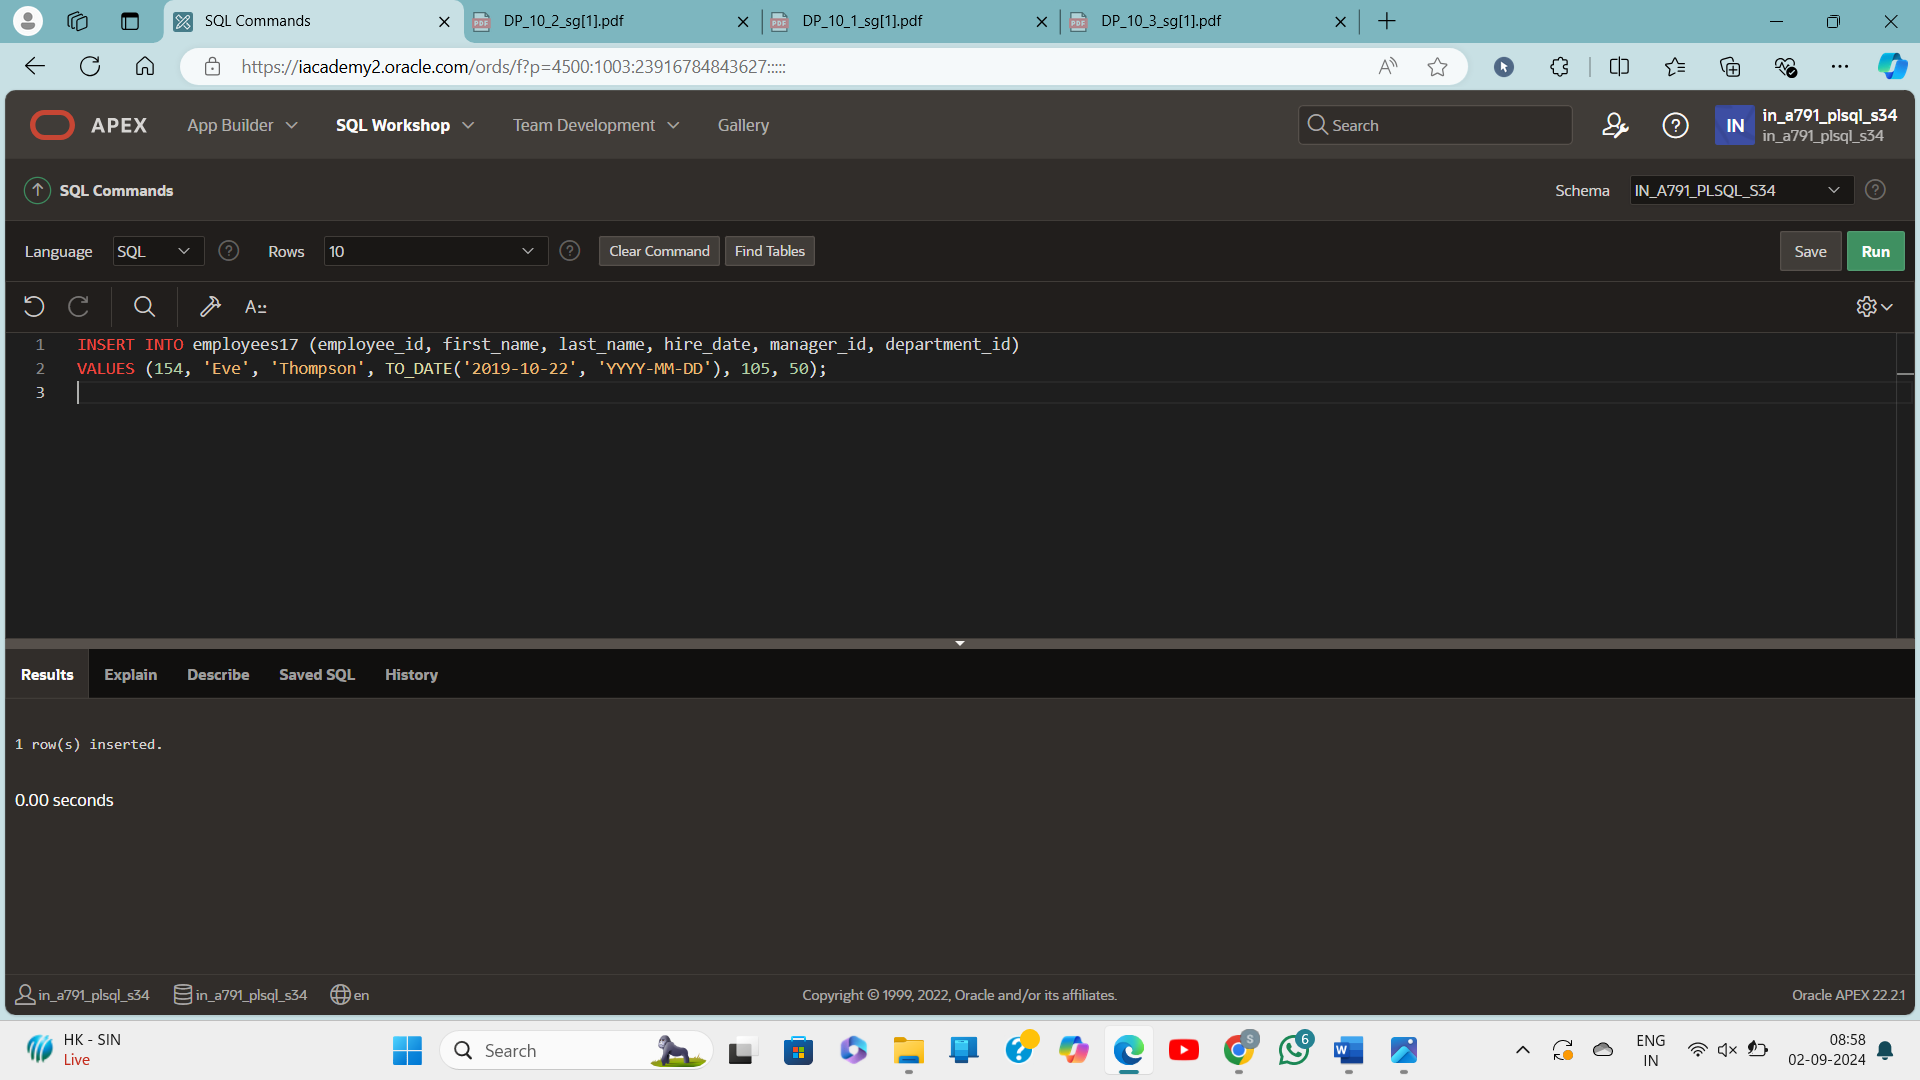 SQL Commands
DP_10_2_sg[1].pdf
DP_10_1_sg[1].pdf
DP_10_3_sg[1].pdf
https://iacademy2.oracle.com/ords/f?p=4500:1003:23916784843627:::::
APEX
App Builder
SQL Workshop
Team Development
Gallery
Search
IN
in_a791_plsql_s34
in_a791_plsql_s34
SQL Commands
Schema
IN_A791_PLSQL_S34
Language
SQL
Rows
10
Clear Command
Find Tables
Save
Run
1 INSERT INTO employees17 (employee_id, first_name, last_name, hire_date, manager_id, department_id)
2 VALUES (154, 'Eve', 'Thompson', TO_DATE('2019-10-22', 'YYYY-MM-DD'), 105, 50);
3
Results
Explain
Describe
Saved SQL
History
1 row(s) inserted.
0.00 seconds
in_a791_plsql_s34
in_a791_plsql_s34
en
Copyright © 1999, 2022, Oracle and/or its affiliates.
Oracle APEX 22.2.1
HK - SIN
Live
Search
S
6
ENG
IN
08:58
02-09-2024